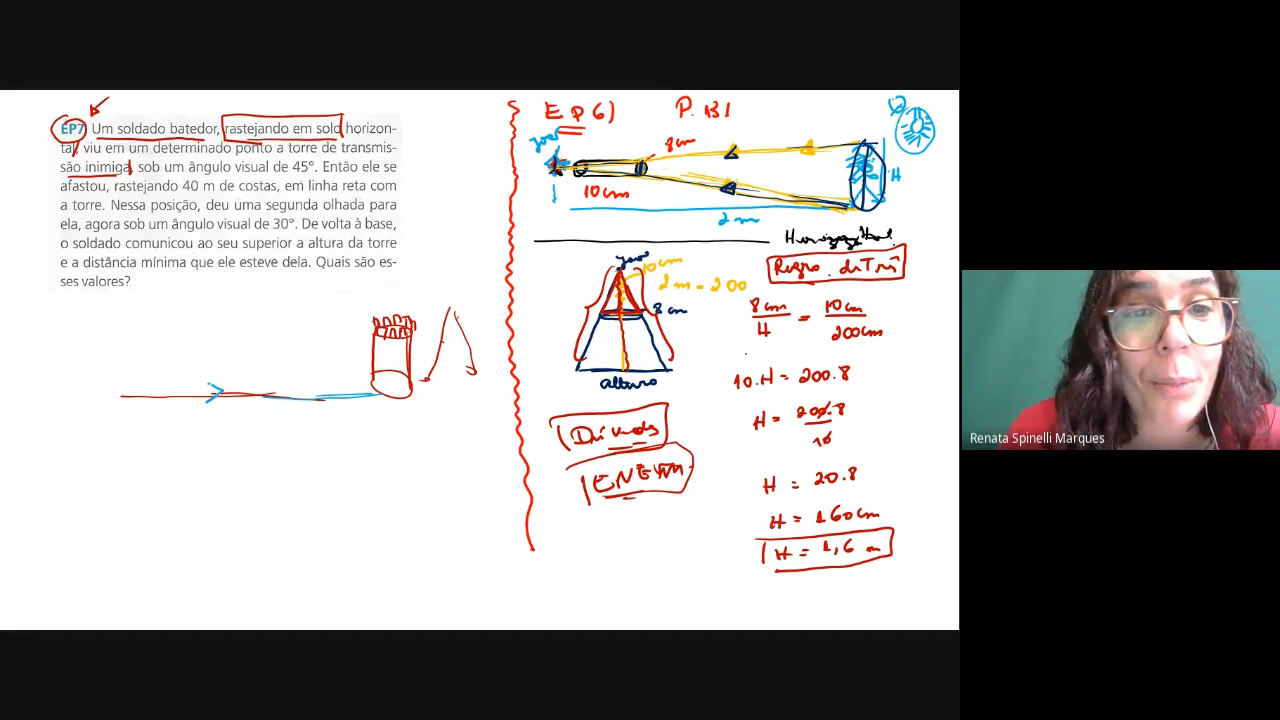 EP7 Um soldado batedor, rastejando em solo horizon-
tal, viu em um determinado ponto a torre de transmis-
são inimiga, sob um ângulo visual de 45°. Então ele se
afastou, rastejando 40 m de costas, em linha reta com
a torre. Nessa posição, deu uma segunda olhada para
ela, agora sob um ângulo visual de 30°. De volta à base,
o soldado comunicou ao seu superior a altura da torre
e a distância mínima que ele esteve dela. Quais são es-
ses valores?
EP6) P.131
8cm
H
10cm
2m
10cm
2m = 200
8cm
altura
8cm/H = 10cm/200cm
10.H = 200.8
H = 200.8/10
H = 20.8
H = 160cm
H = 1,6 m
ENEM
Renata Spinelli Marques